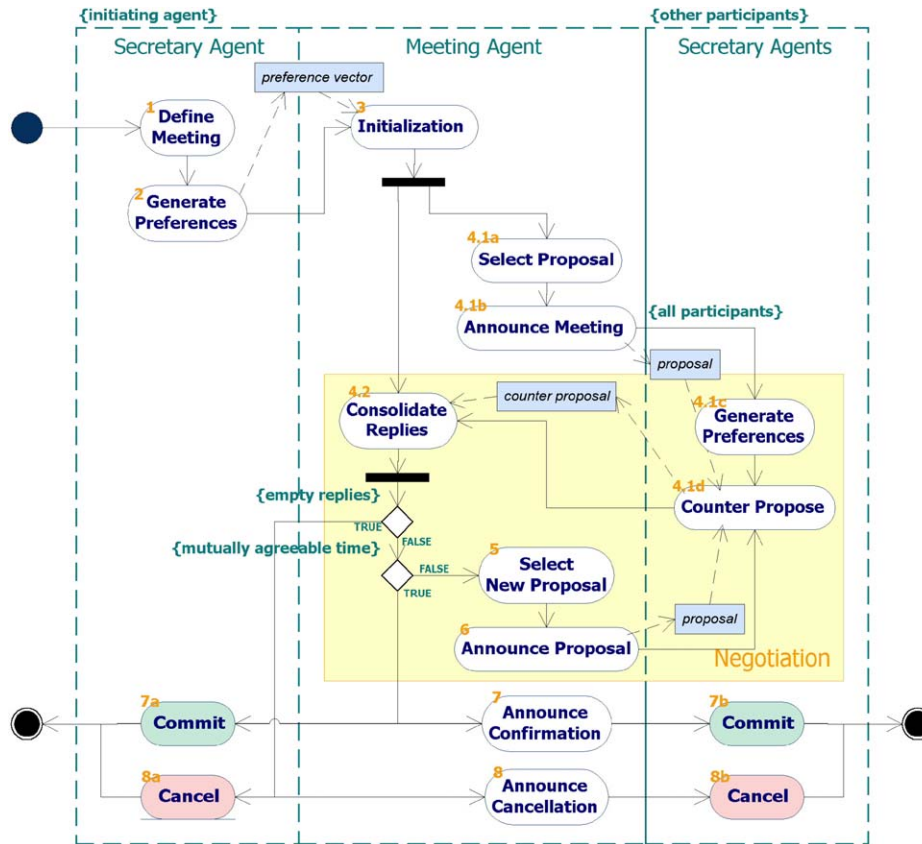 {initiating agent}
{other participants}
Secretary Agent
Meeting Agent
Secretary Agents
preference vector
1
Define
Meeting
3
Initialization
2
Generate
Preferences
4.1a
Select Proposal
4.1b
Announce Meeting
{all participants}
proposal
4.2
Consolidate
Replies
counter proposal
4.1c
Generate
Preferences
4.1d
Counter Propose
{empty replies}
TRUE
FALSE
{mutually agreeable time}
FALSE
TRUE
5
Select
New Proposal
6
Announce Proposal
proposal
Negotiation
7a
Commit
7
Announce
Confirmation
7b
Commit
8a
Cancel
8
Announce
Cancellation
8b
Cancel